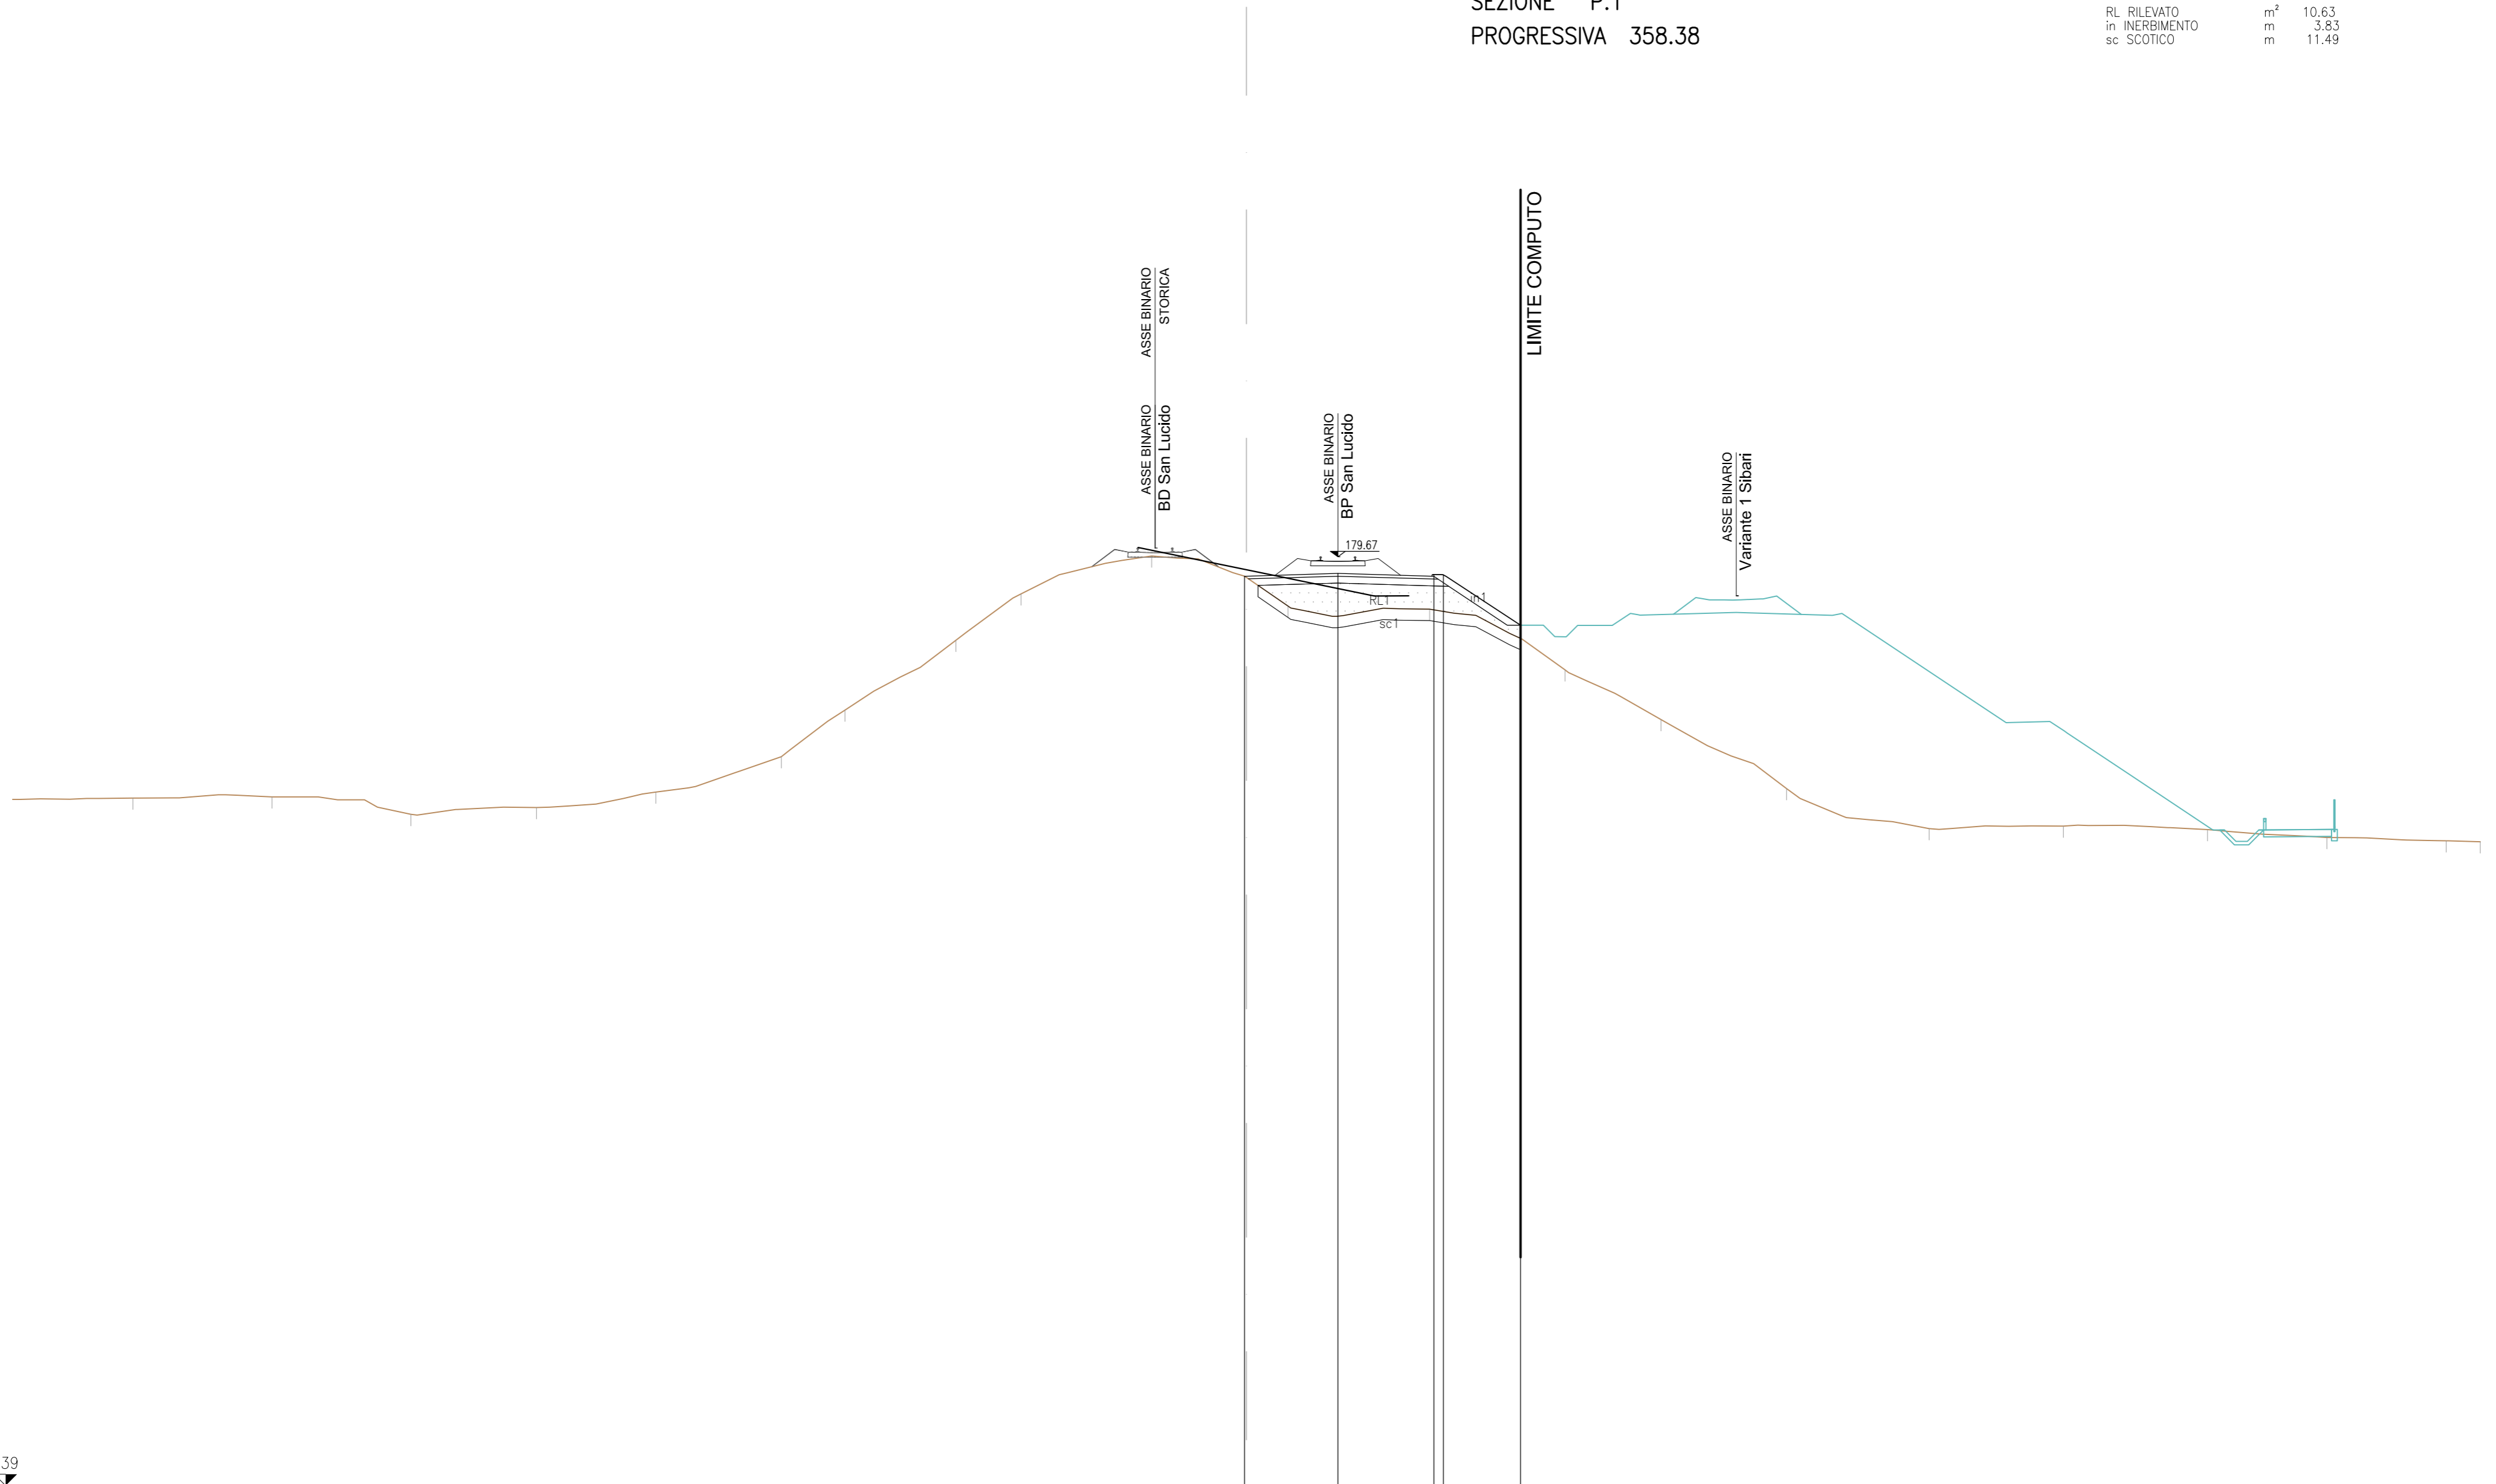 SEZIONE P.1
PROGRESSIVA 358.38
RL RILEVATO m² 10.63
in INERBIMENTO m 3.83
sc SCOTICO m 11.49
LIMITE COMPUTO
ASSE BINARIO
STORICA
ASSE BINARIO
BD San Lucido
ASSE BINARIO
BP San Lucido
ASSE BINARIO
Variante 1 Sibari
179.67
RL1
in1
sc1
39